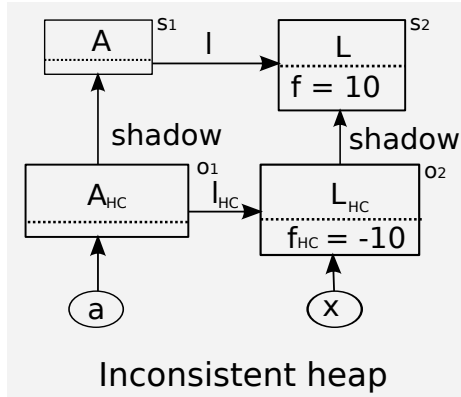 A s1
l
L s2
f = 10
shadow
shadow
AHC o1
lHC
LHC o2
fHC = -10
a
x
Inconsistent heap